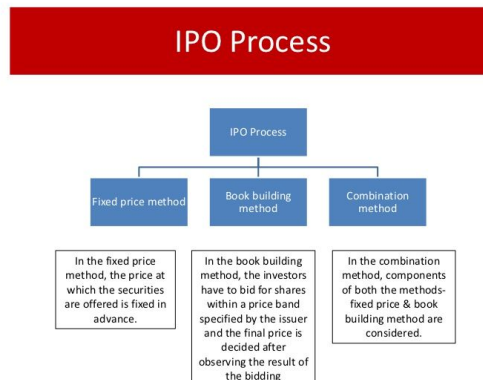 IPO Process
IPO Process
Fixed price method
Book building
method
Combination
method
In the fixed price
method, the price at
which the securities
are offered is fixed in
advance.
In the book building
method, the investors
have to bid for shares
within a price band
specified by the issuer
and the final price is
decided after
observing the result of
the bidding
In the combination
method, components
of both the methods-
fixed price & book
building method are
considered.